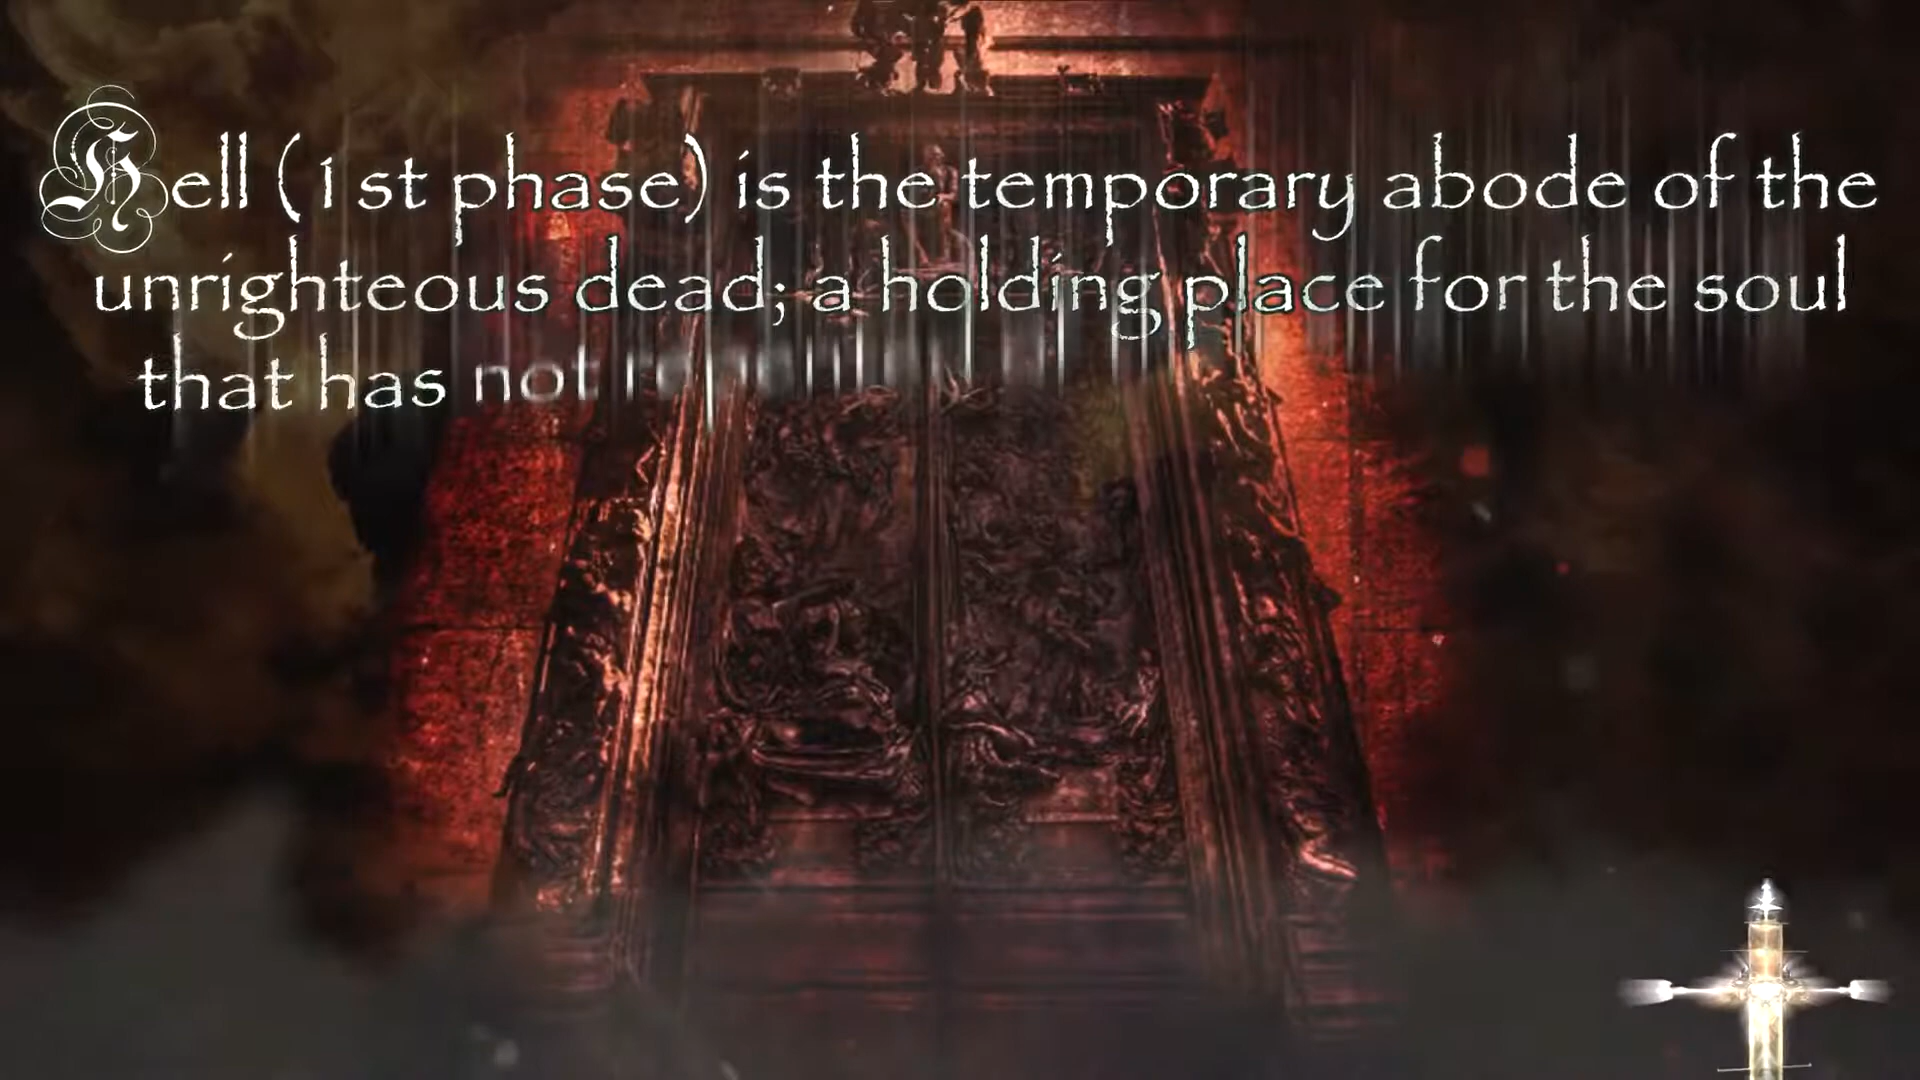 Hell (1st phase) is the temporary abode of the
unrighteous dead; a holding place for the soul
that has not